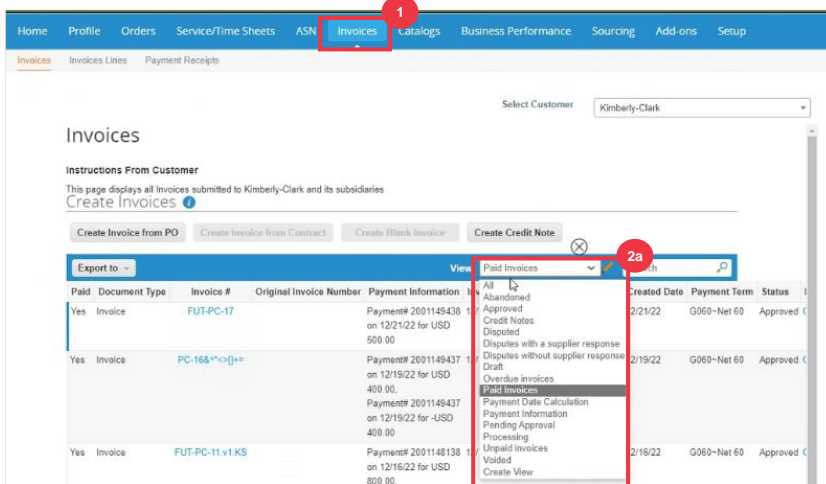 1
Home Profile Orders Service/Time Sheets ASN Invoices Catalogs Business Performance Sourcing Add-ons Setup
Invoices Invoices Lines Payment Receipts
Select Customer Kimberly-Clark
Invoices
Instructions From Customer
This page displays all Invoices submitted to Kimberly-Clark and its subsidiaries
Create Invoices
Create Invoice from PO Create Invoice from Contract Create Blank Invoice Create Credit Note
2a
Export to View Paid Invoices
Paid Document Type Invoice # Original Invoice Number Payment Information Created Date Payment Term Status
Yes Invoice FUT-PC-17 Payment# 2001149438 2/21/22 G060~Net 60 Approved
on 12/21/22 for USD
500.00
Yes Invoice PC-16&^"<>[]+= Payment# 2001149437 2/19/22 G060~Net 60 Approved
on 12/19/22 for USD
400.00,
Payment# 2001149437
on 12/19/22 for -USD
400.00
Yes Invoice FUT-PC-11.v1.KS Payment# 2001148138 2/16/22 G060~Net 60 Approved
on 12/16/22 for USD
800.00,
All
Abandoned
Approved
Credit Notes
Disputed
Disputes with a supplier response
Disputes without supplier response
Draft
Overdue invoices
Paid Invoices
Payment Date Calculation
Payment Information
Pending Approval
Processing
Unpaid invoices
Voided
Create View